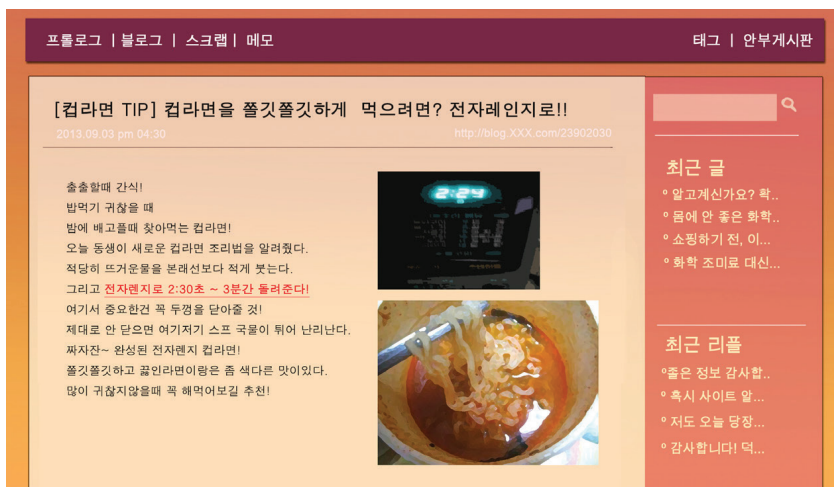 프롤로그 | 블로그 | 스크랩 | 메모
태그 | 안부게시판
[컵라면 TIP] 컵라면을 쫄깃쫄깃하게 먹으려면? 전자레인지로!!
2013.09.03 pm 04:30
http://blog.XXX.com/23902030
출출할때 간식!
밥먹기 귀찮을 때
밤에 배고플때 찾아먹는 컵라면!
오늘 동생이 새로운 컵라면 조리법을 알려줬다.
적당히 뜨거운물을 본래선보다 적게 붓는다.
그리고 전자렌지로 2:30초 ~ 3분간 돌려준다!
여기서 중요한건 꼭 두껑을 닫아줄 것!
제대로 안 닫으면 여기저기 스프 국물이 튀어 난리난다.
짜자잔~ 완성된 전자렌지 컵라면!
쫄깃쫄깃하고 끓인라면이랑은 좀 색다른 맛이있다.
많이 귀찮지않을때 꼭 해먹어보길 추천!
2:24
최근 글
º 알고계신가요? 확..
º 몸에 안 좋은 화학..
º 쇼핑하기 전, 이...
º 화학 조미료 대신...
최근 리플
º좋은 정보 감사합..
º 혹시 사이트 알...
º 저도 오늘 당장...
º 감사합니다! 덕...